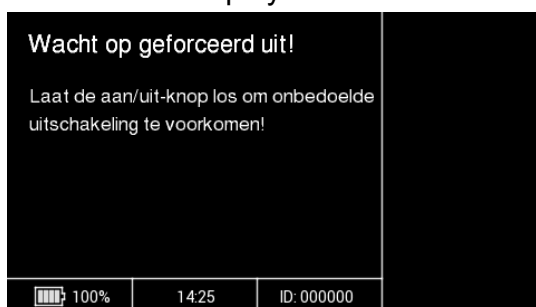 Wacht op geforceerd uit!
Laat de aan/uit-knop los om onbedoelde
uitschakeling te voorkomen!
100% 14:25 ID: 000000